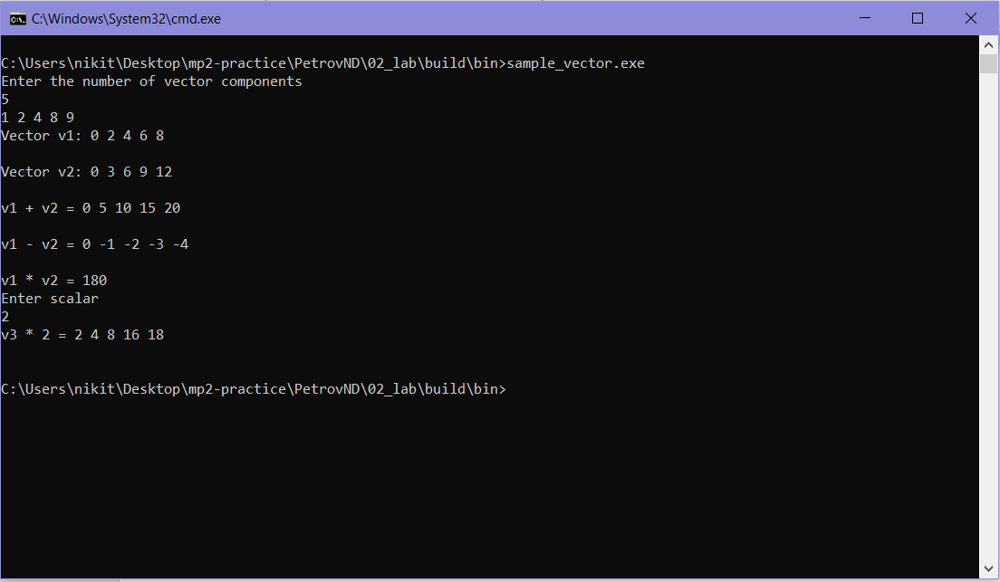 C:\Windows\System32\cmd.exe
C:\Users\nikit\Desktop\mp2-practice\PetrovND\02_lab\build\bin>sample_vector.exe
Enter the number of vector components
5
1 2 4 8 9
Vector v1: 0 2 4 6 8
Vector v2: 0 3 6 9 12
v1 + v2 = 0 5 10 15 20
v1 - v2 = 0 -1 -2 -3 -4
v1 * v2 = 180
Enter scalar
2
v3 * 2 = 2 4 8 16 18
C:\Users\nikit\Desktop\mp2-practice\PetrovND\02_lab\build\bin>